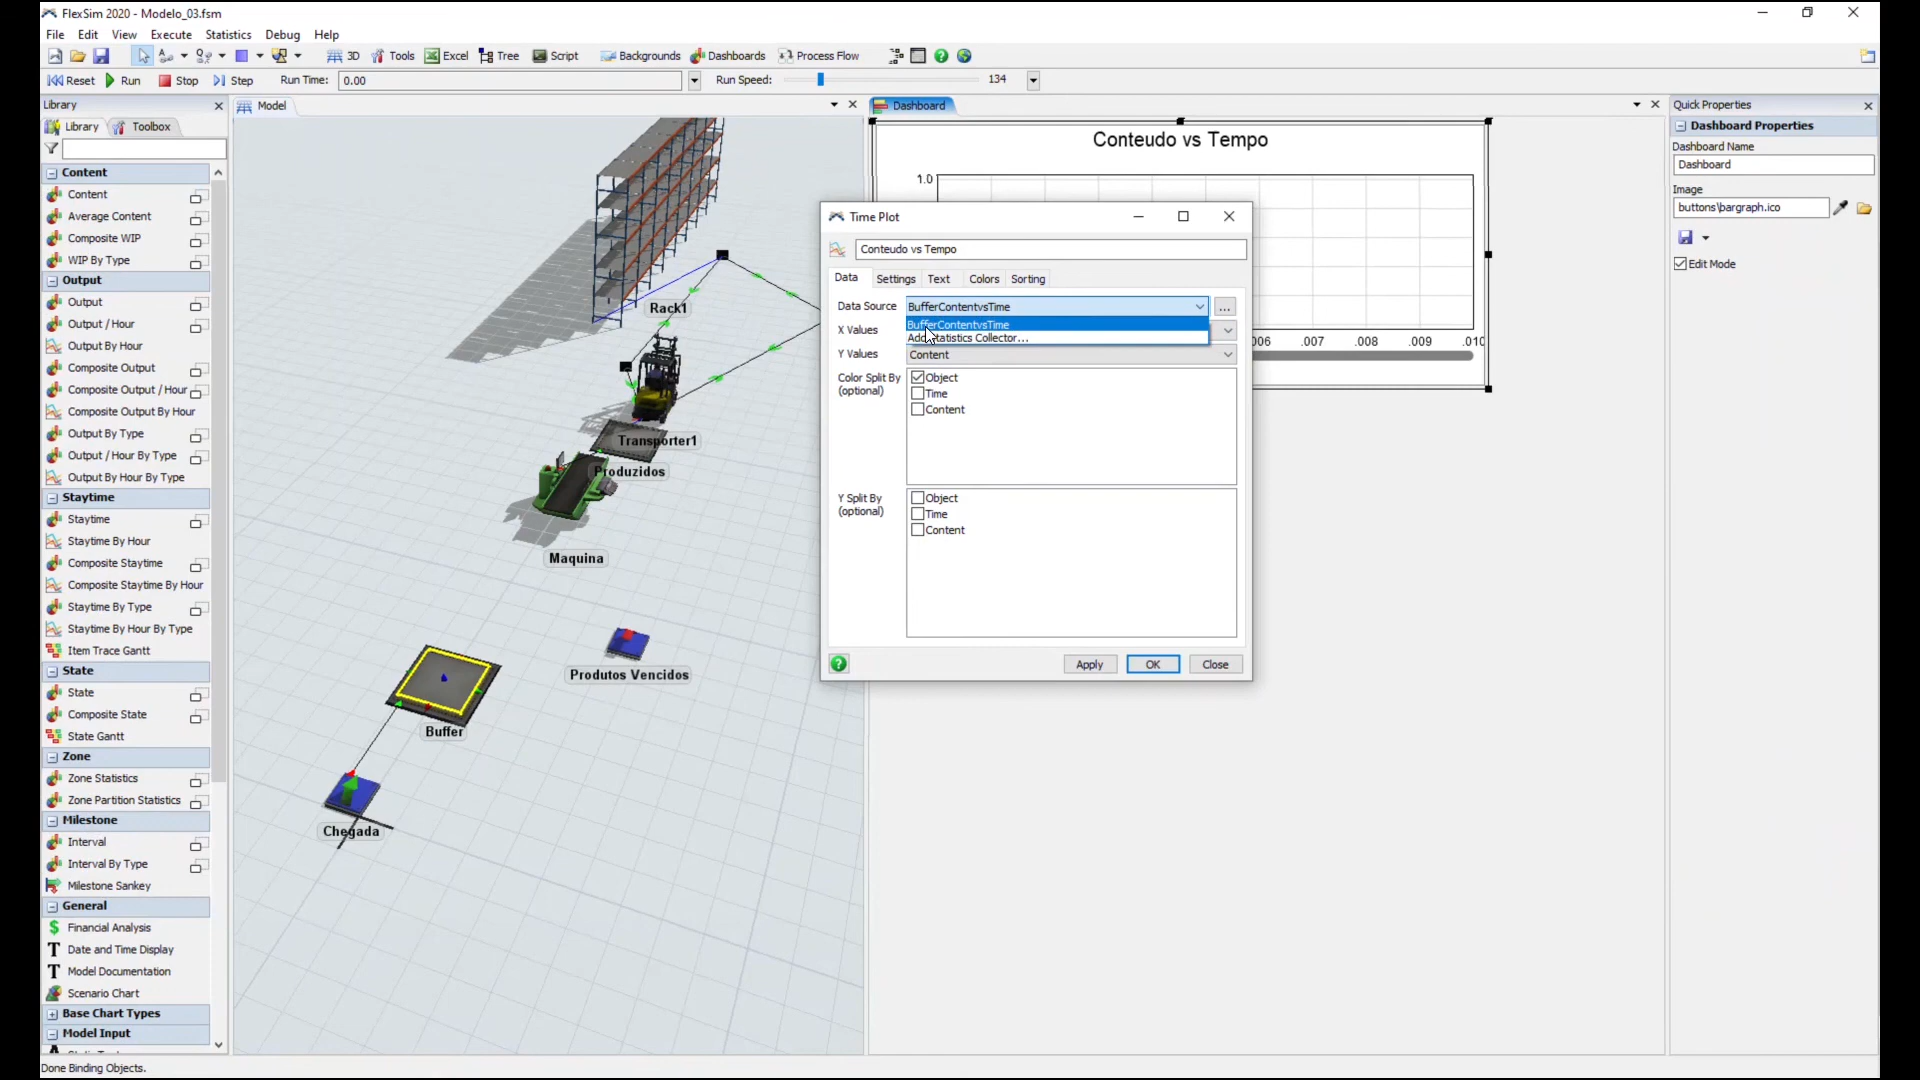 FlexSim 2020 - Modelo_03.fsm
File Edit View Execute Statistics Debug Help
3D Tools Excel Tree Script Backgrounds Dashboards Process Flow
Reset Run Stop Step Run Time: 0.00 Run Speed: 134
Library
Library Toolbox
Content
Content
Average Content
Composite WIP
WIP By Type
Output
Output
Output / Hour
Output By Hour
Composite Output
Composite Output / Hour
Composite Output By Hour
Output By Type
Output / Hour By Type
Output By Hour By Type
Staytime
Staytime
Staytime By Hour
Composite Staytime
Composite Staytime By Hour
Staytime By Type
Staytime By Hour By Type
Item Trace Gantt
State
State
Composite State
State Gantt
Zone
Zone Statistics
Zone Partition Statistics
Milestone
Interval
Interval By Type
Milestone Sankey
General
Financial Analysis
Date and Time Display
Model Documentation
Scenario Chart
Base Chart Types
Model Input
Done Binding Objects.
Model
Rack1
Transporter1
Produzidos
Maquina
Produtos Vencidos
Buffer
Chegada
Dashboard
Conteudo vs Tempo
1.0
006 .007 .008 .009 .010
Time Plot
Conteudo vs Tempo
Data Settings Text Colors Sorting
Data Source BufferContentvsTime ...
BufferContentvsTime
X Values
Y Values Content
Color Split By
(optional)
Object
Time
Content
Y Split By
(optional)
Object
Time
Content
Apply OK Close
Quick Properties
Dashboard Properties
Dashboard Name
Dashboard
Image
buttons\bargraph.ico
Edit Mode